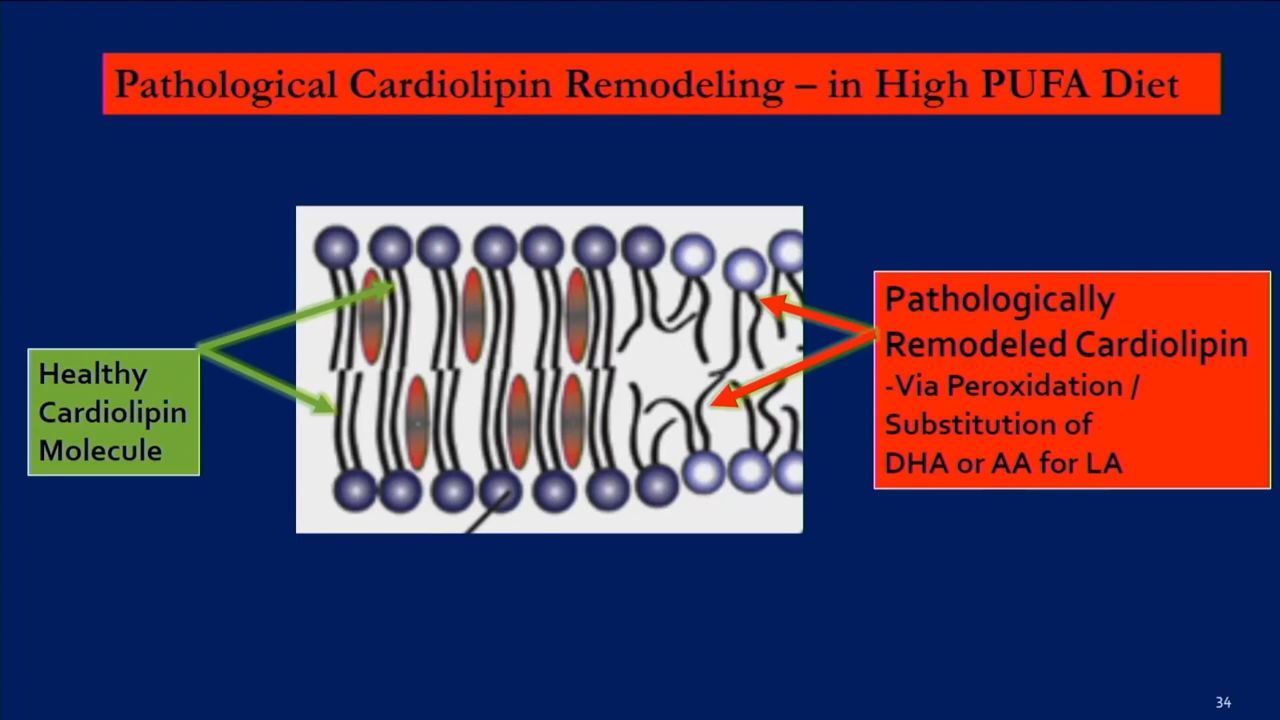 Pathological Cardiolipin Remodeling – in High PUFA Diet
Healthy
Cardiolipin
Molecule
Pathologically
Remodeled Cardiolipin
-Via Peroxidation /
Substitution of
DHA or AA for LA
34